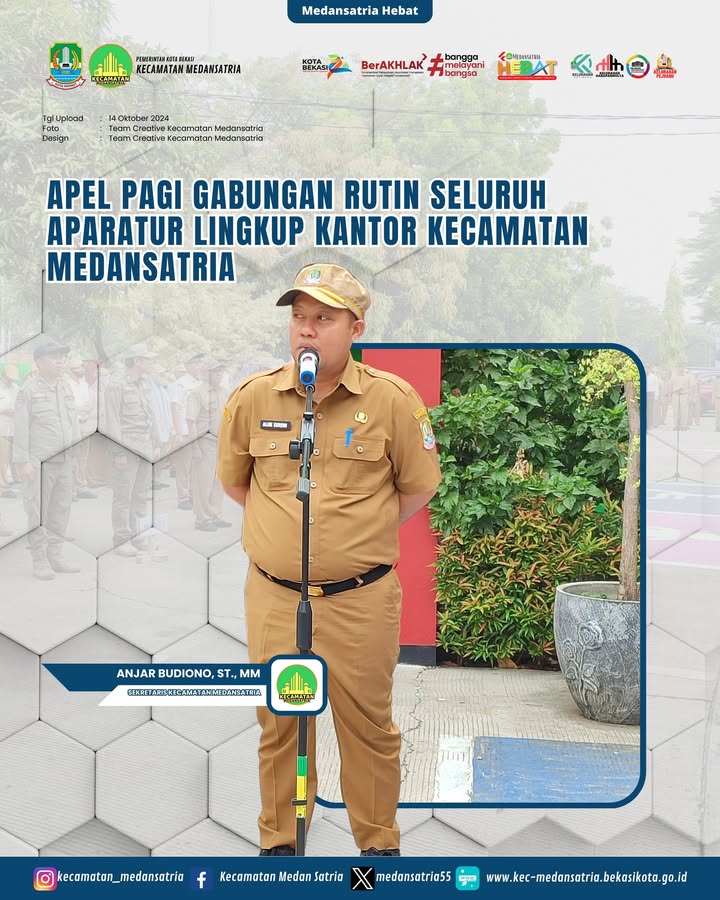 Medansatria Hebat
PEMERINTAH KOTA BEKASI
KECAMATAN MEDANSATRIA
KOTA BEKASI
BerAKHLAK
#bangga melayani bangsa
MEDANSATRIA
HEBAT
Tgl Upload : 14 Oktober 2024
Foto : Team Creative Kecamatan Medansatria
Design : Team Creative Kecamatan Medansatria
APEL PAGI GABUNGAN RUTIN SELURUH
APARATUR LINGKUP KANTOR KECAMATAN
MEDANSATRIA
ANJAR BUDIONO, ST., MM
SEKRETARIS KECAMATAN MEDANSATRIA
KECAMATAN
kecamatan_medansatria
Kecamatan Medan Satria
medansatria55
www.kec-medansatria.bekasikota.go.id